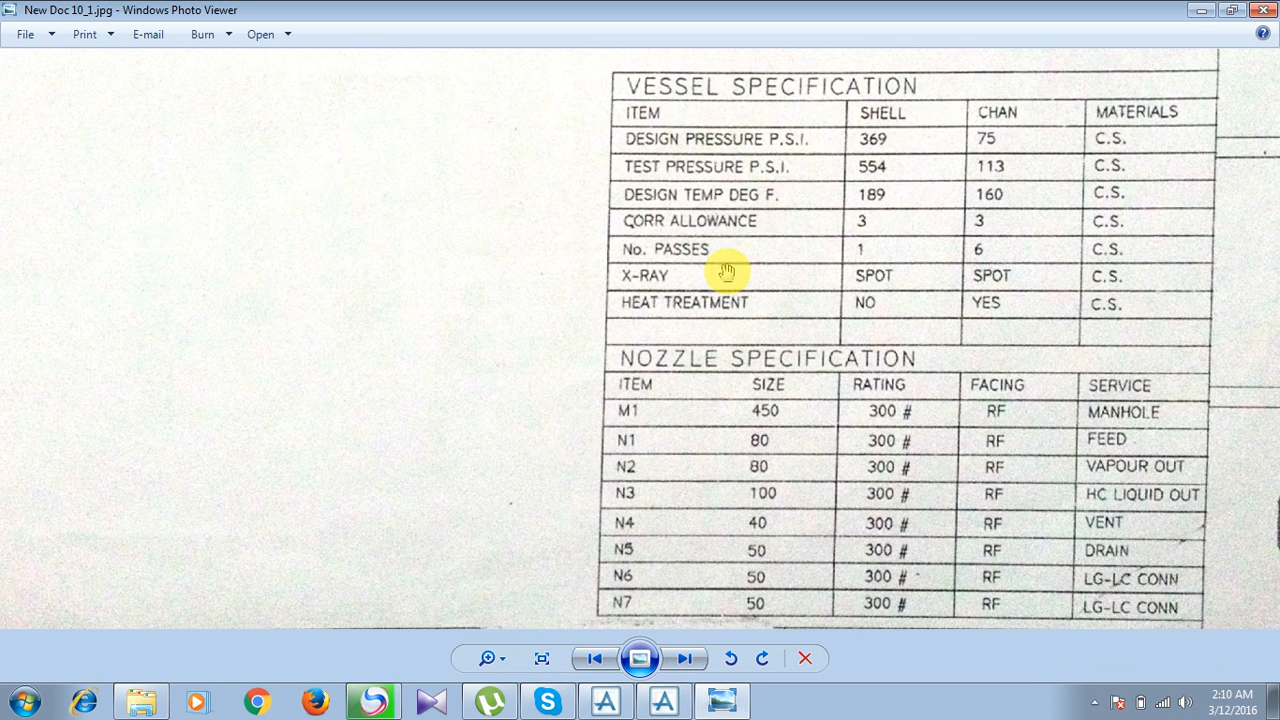 New Doc 10_1.jpg - Windows Photo Viewer
File Print E-mail Burn Open
VESSEL SPECIFICATION
ITEM SHELL CHAN MATERIALS
DESIGN PRESSURE P.S.I. 369 75 C.S.
TEST PRESSURE P.S.I. 554 113 C.S.
DESIGN TEMP DEG F. 189 160 C.S.
CORR ALLOWANCE 3 3 C.S.
No. PASSES 1 6 C.S.
X-RAY SPOT SPOT C.S.
HEAT TREATMENT NO YES C.S.
NOZZLE SPECIFICATION
ITEM SIZE RATING FACING SERVICE
M1 450 300 # RF MANHOLE
N1 80 300 # RF FEED
N2 80 300 # RF VAPOUR OUT
N3 100 300 # RF HC LIQUID OUT
N4 40 300 # RF VENT
N5 50 300 # RF DRAIN
N6 50 300 # RF LG-LC CONN
N7 50 300 # RF LG-LC CONN
2:10 AM
3/12/2016